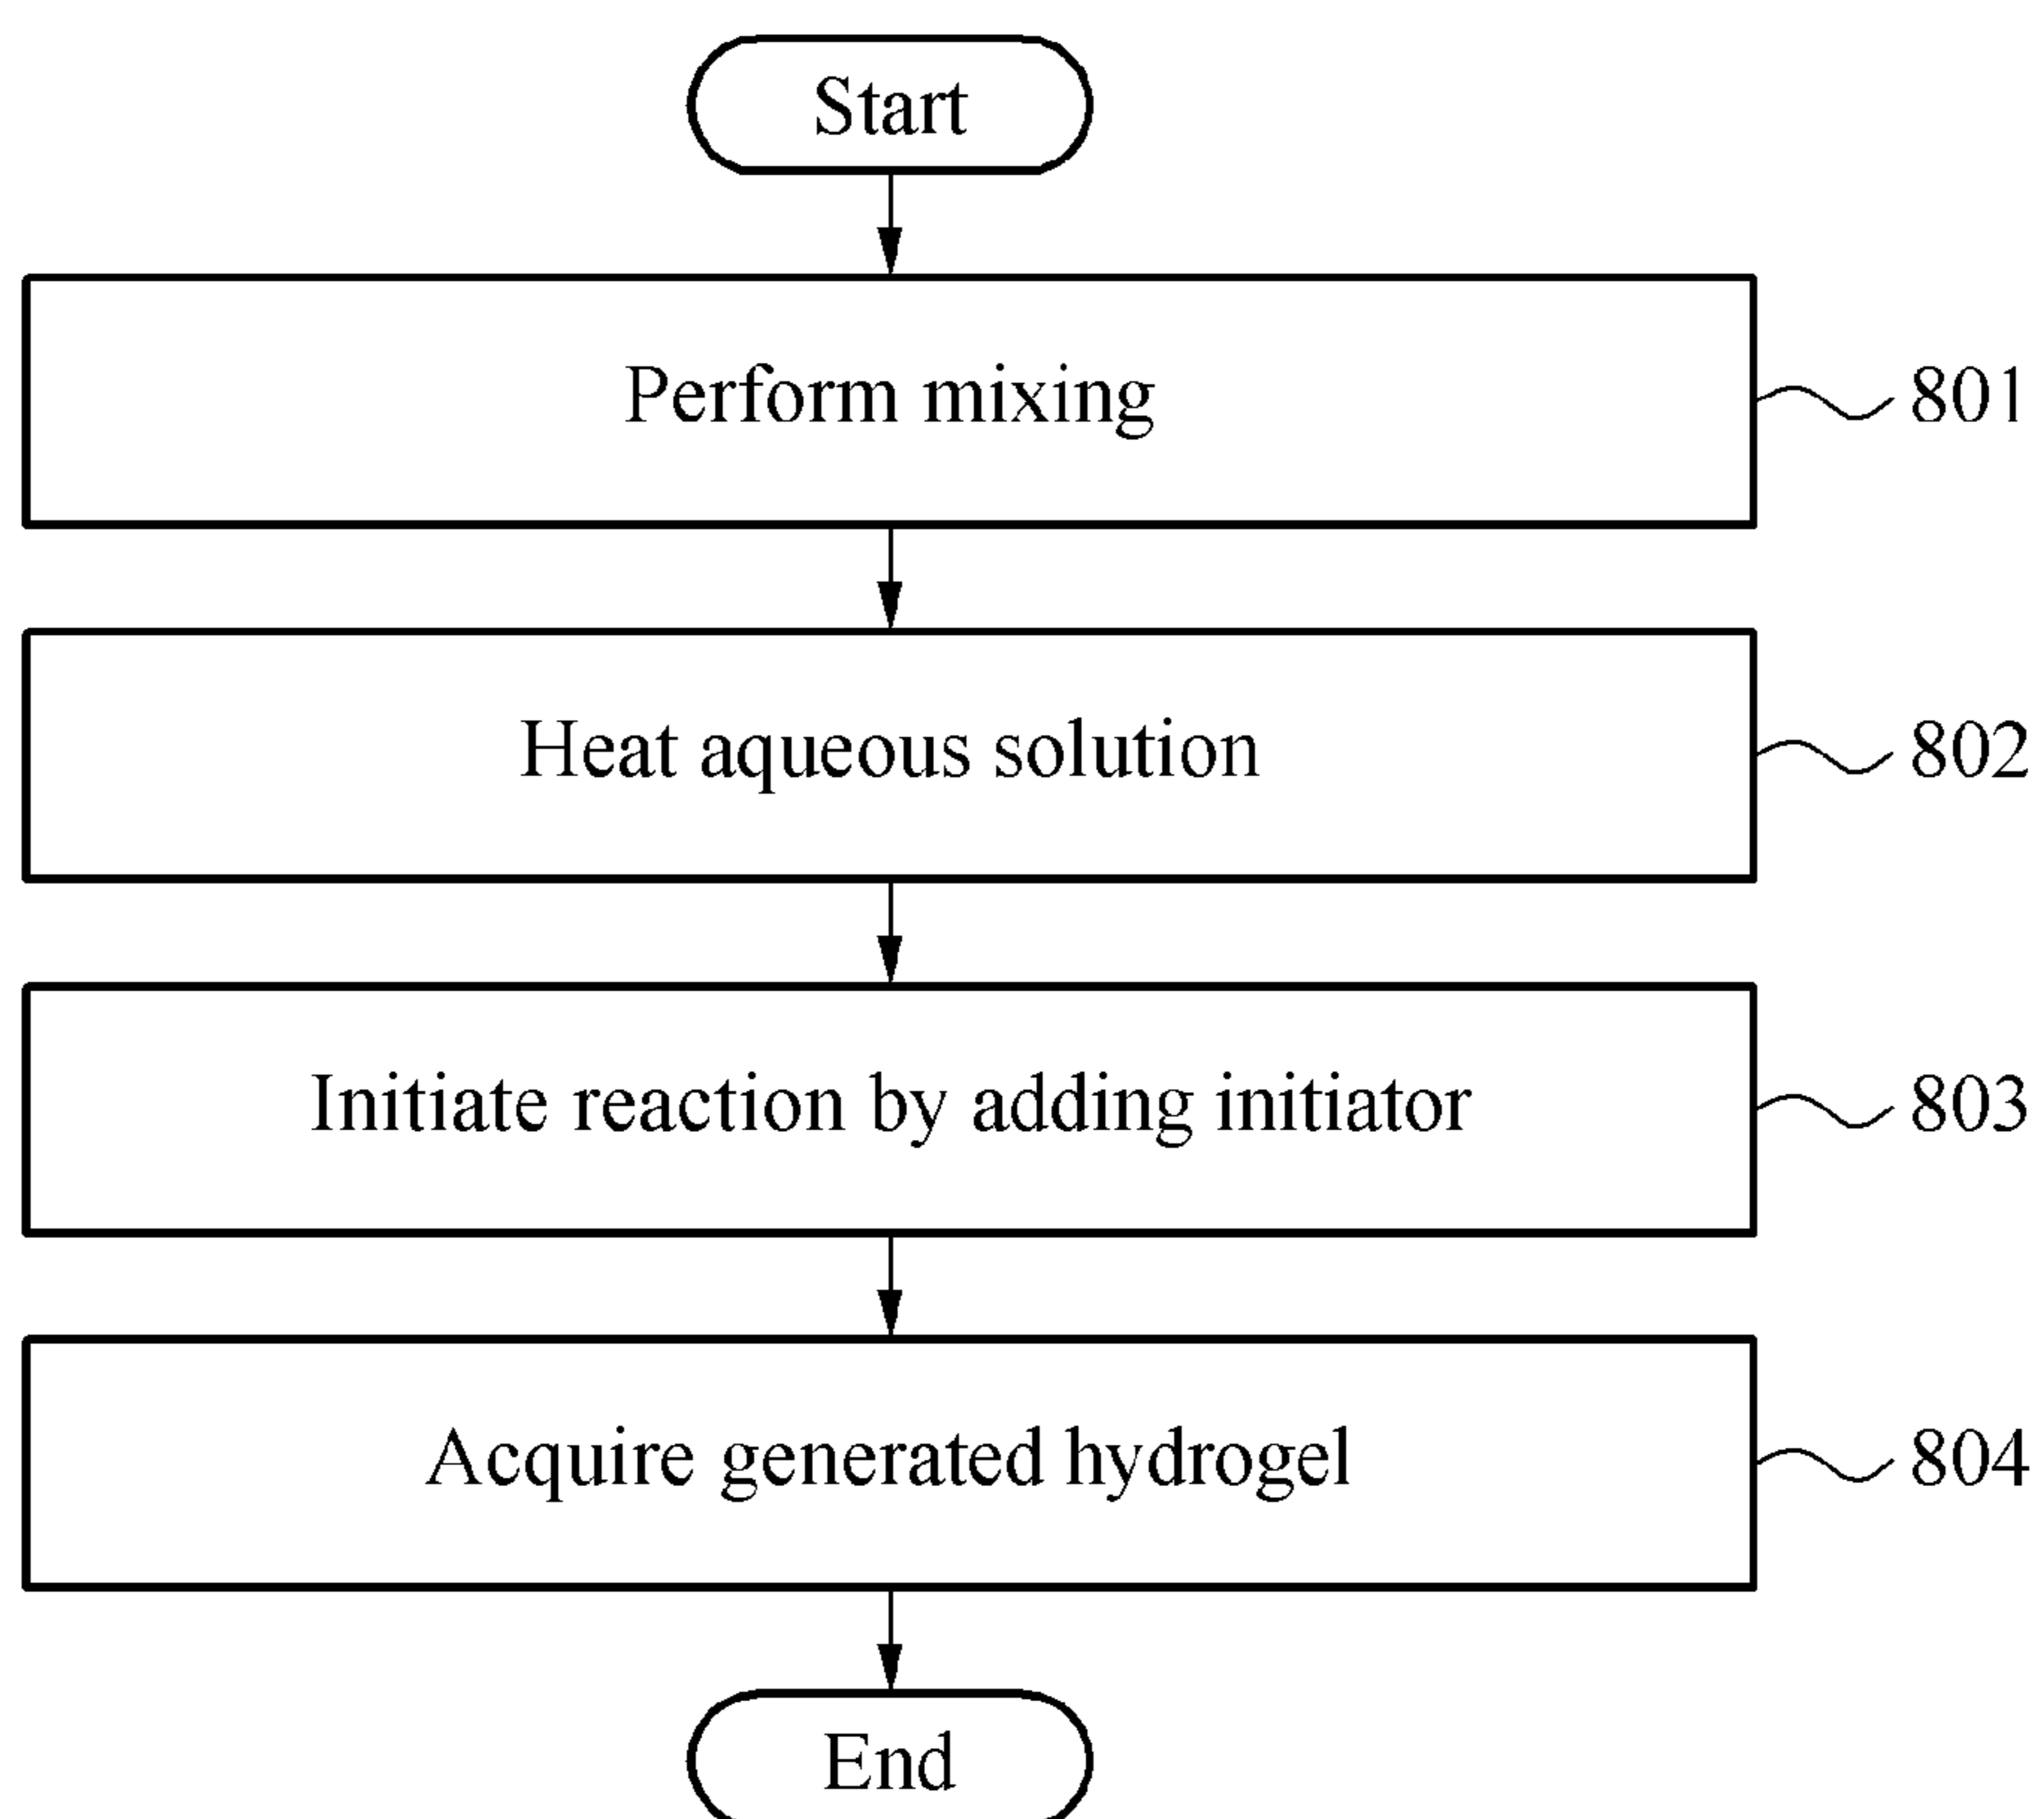 Start
Perform mixing
801
Heat aqueous solution
802
Initiate reaction by adding initiator
803
Acquire generated hydrogel
804
End